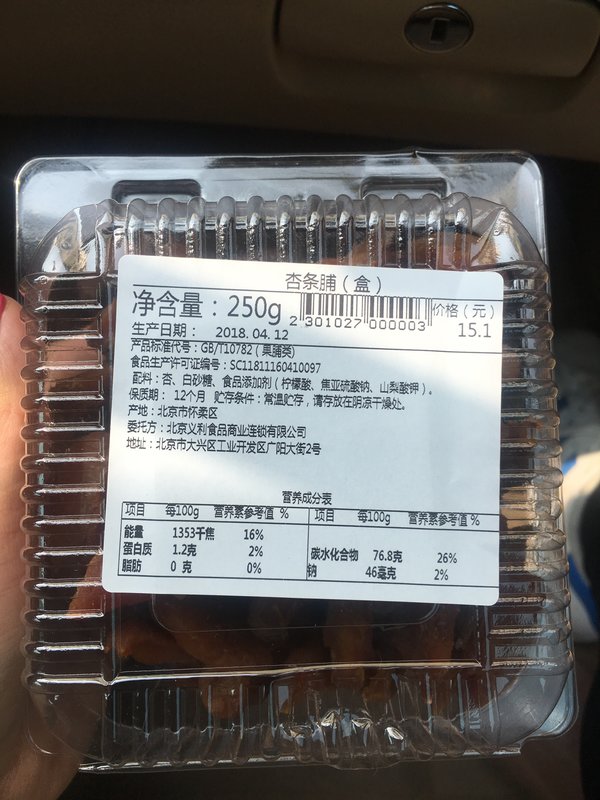 杏条脯（盒）
净含量：250g
2 301027 000003
价格（元）
15.1
生产日期： 2018.04.12
产品标准代号：GB/T10782（果脯类）
食品生产许可证编号：SC11811160410097
配料：杏、白砂糖、食品添加剂（柠檬酸、焦亚硫酸钠、山梨酸钾）。
保质期： 12个月 贮存条件：常温贮存，请存放在阴凉干燥处。
产地：北京市怀柔区
委托方：北京义利食品商业连锁有限公司
地址：北京市大兴区工业开发区广阳大街2号
营养成分表
项目 每100g 营养素参考值 % 项目 每100g 营养素参考值 %
能量 1353千焦 16%
蛋白质 1.2克 2% 碳水化合物 76.8克 26%
脂肪 0 克 0% 钠 46毫克 2%